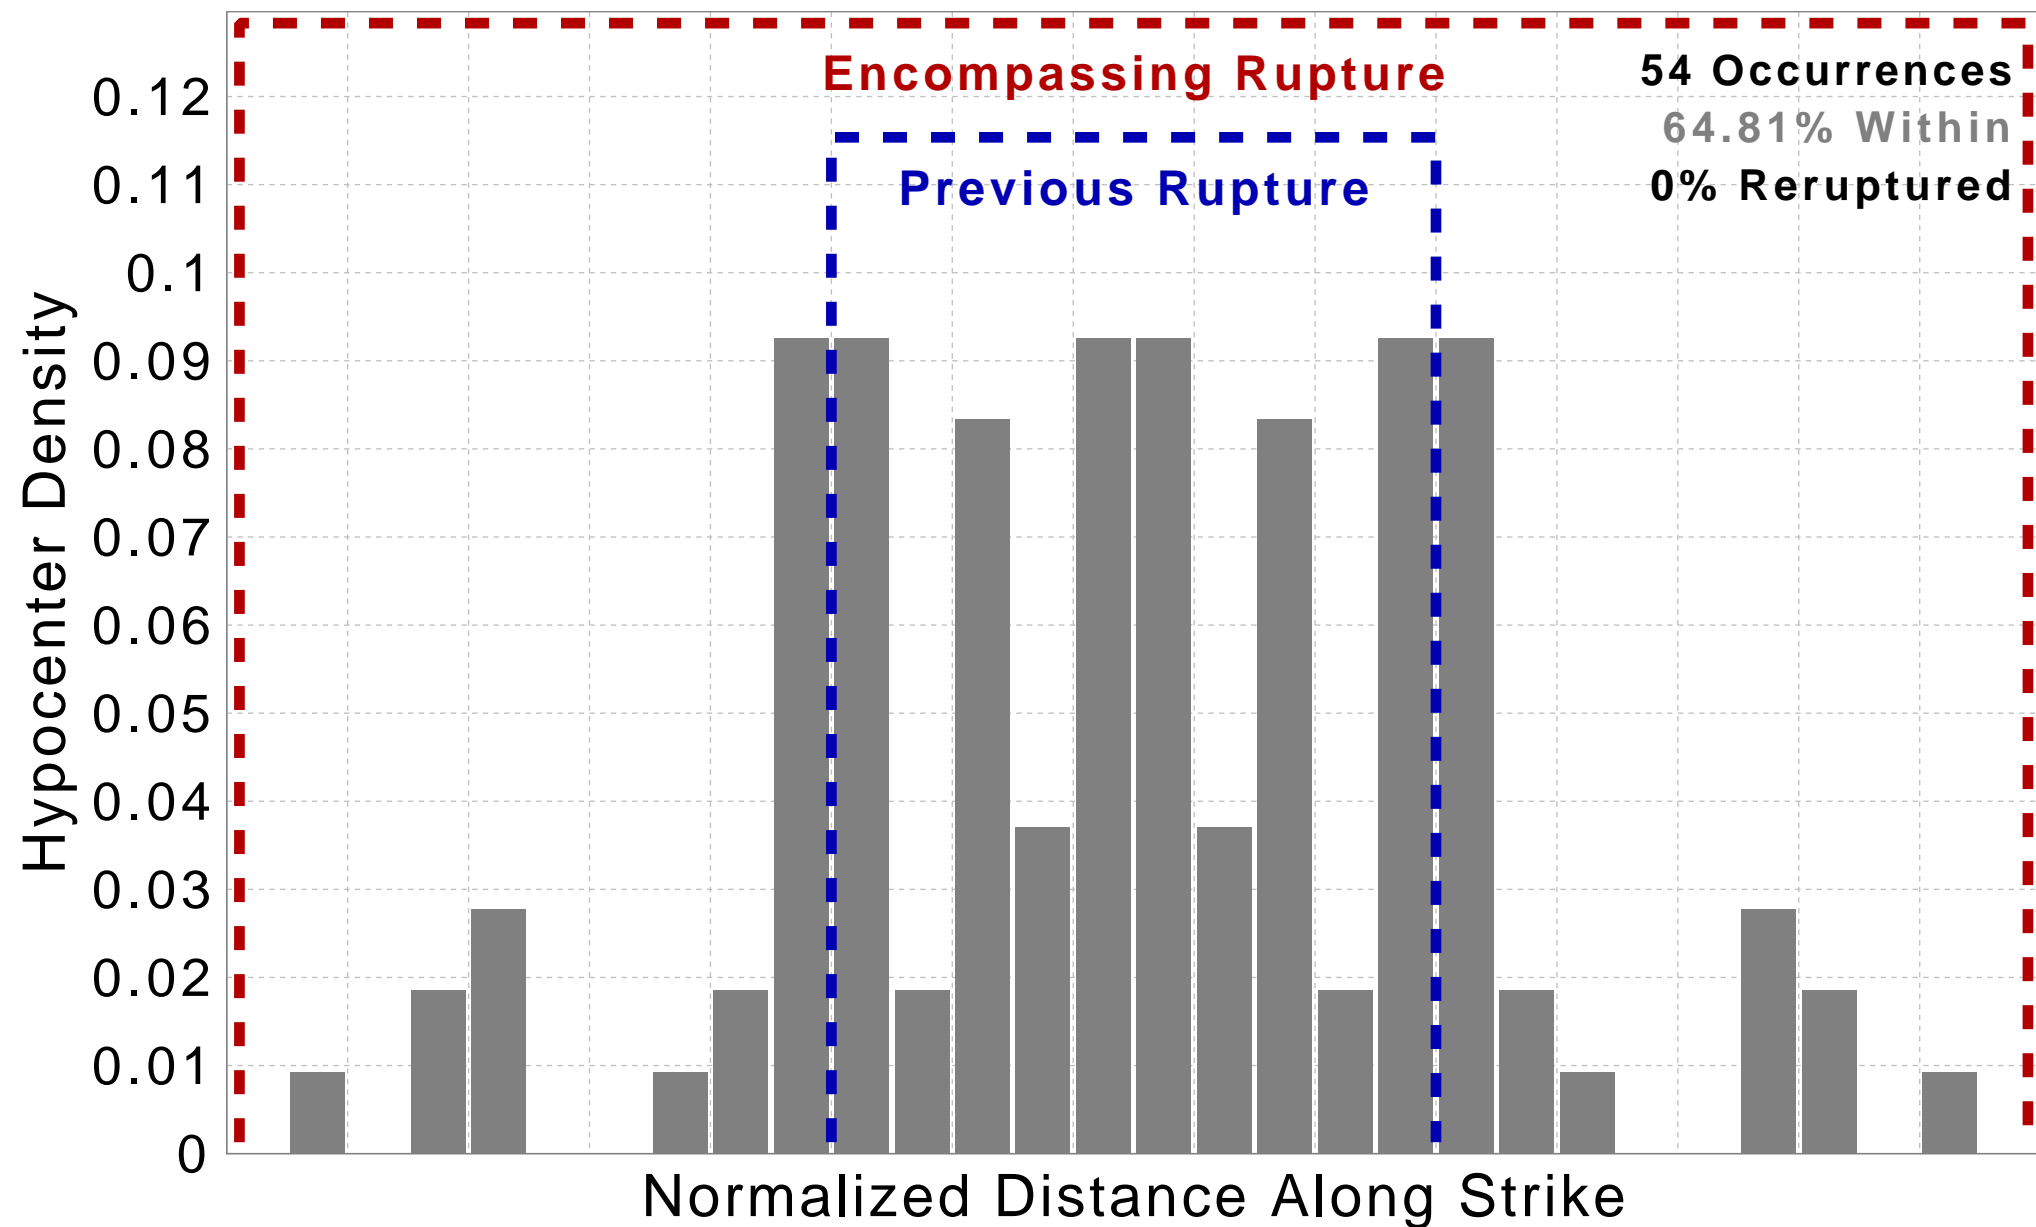 Encompassing Rupture
54 Occurrences
64.81% Within
0% Reruptured
Previous Rupture
0.12
0.11
0.1
0.09
0.08
0.07
0.06
0.05
0.04
0.03
0.02
0.01
0
Hypocenter Density
Normalized Distance Along Strike